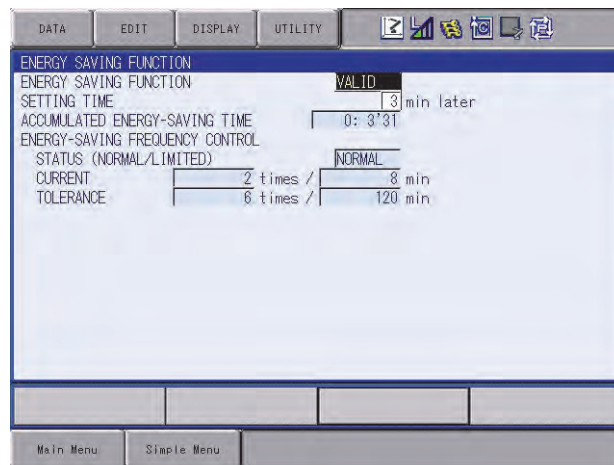 DATA EDIT DISPLAY UTILITY
ENERGY SAVING FUNCTION
ENERGY SAVING FUNCTION VALID
SETTING TIME 3 min later
ACCUMULATED ENERGY-SAVING TIME 0: 3'31
ENERGY-SAVING FREQUENCY CONTROL
STATUS (NORMAL/LIMITED) NORMAL
CURRENT 2 times / 8 min
TOLERANCE 6 times / 120 min
Main Menu Simple Menu